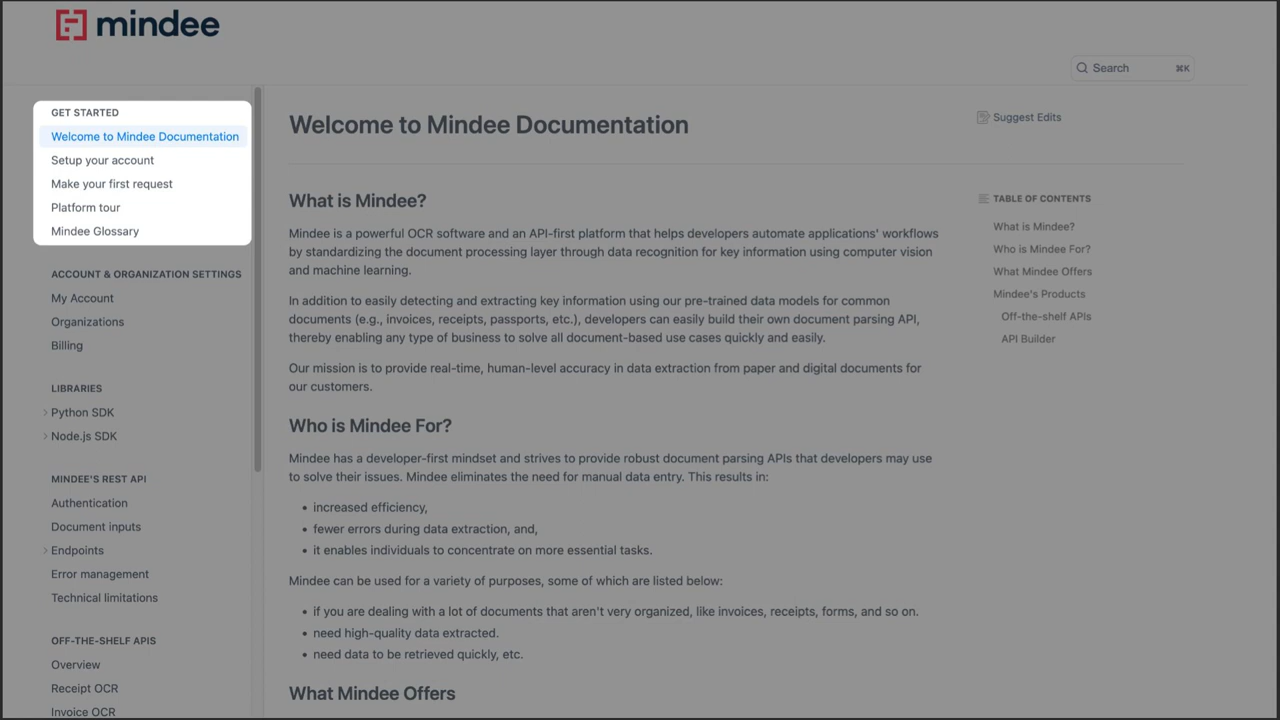 mindee
Search ⌘K
GET STARTED
Welcome to Mindee Documentation
Setup your account
Make your first request
Platform tour
Mindee Glossary
ACCOUNT & ORGANIZATION SETTINGS
My Account
Organizations
Billing
LIBRARIES
Python SDK
Node.js SDK
MINDEE'S REST API
Authentication
Document inputs
Endpoints
Error management
Technical limitations
OFF-THE-SHELF APIS
Overview
Receipt OCR
Invoice OCR
Welcome to Mindee Documentation
Suggest Edits
What is Mindee?
Mindee is a powerful OCR software and an API-first platform that helps developers automate applications' workflows
by standardizing the document processing layer through data recognition for key information using computer vision
and machine learning.
In addition to easily detecting and extracting key information using our pre-trained data models for common
documents (e.g., invoices, receipts, passports, etc.), developers can easily build their own document parsing API,
thereby enabling any type of business to solve all document-based use cases quickly and easily.
Our mission is to provide real-time, human-level accuracy in data extraction from paper and digital documents for
our customers.
Who is Mindee For?
Mindee has a developer-first mindset and strives to provide robust document parsing APIs that developers may use
to solve their issues. Mindee eliminates the need for manual data entry. This results in:
• increased efficiency,
• fewer errors during data extraction, and,
• it enables individuals to concentrate on more essential tasks.
Mindee can be used for a variety of purposes, some of which are listed below:
• if you are dealing with a lot of documents that aren't very organized, like invoices, receipts, forms, and so on.
• need high-quality data extracted.
• need data to be retrieved quickly, etc.
What Mindee Offers
TABLE OF CONTENTS
What is Mindee?
Who is Mindee For?
What Mindee Offers
Mindee's Products
Off-the-shelf APIs
API Builder